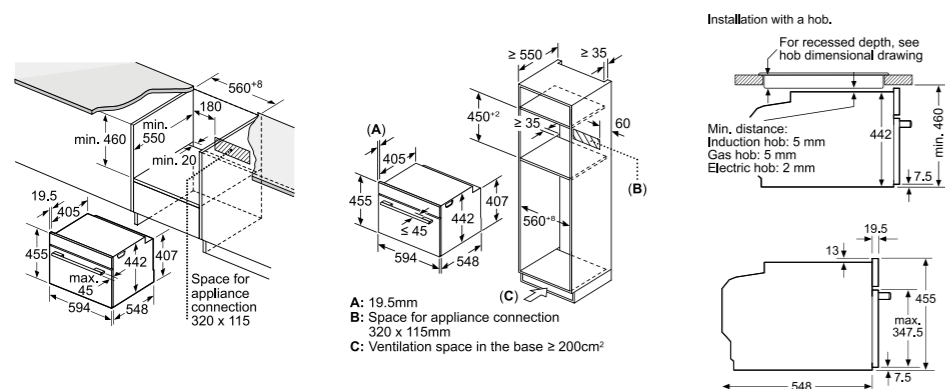 560+8
180
min. 460
min.
550
min. 20
19.5
405
455
442
407
max.
45
594
548
Space for
appliance
connection
320 x 115
≥ 550
≥ 35
450+2
≥ 35
60
(A)
405
(B)
455
442
407
≤ 45
560+8
594
548
(C)
A: 19.5mm
B: Space for appliance connection
320 x 115mm
C: Ventilation space in the base ≥ 200cm²
Installation with a hob.
For recessed depth, see
hob dimensional drawing
Min. distance:
Induction hob: 5 mm
Gas hob: 5 mm
Electric hob: 2 mm
442
min. 460
7.5
19.5
13
455
max.
347.5
7.5
548